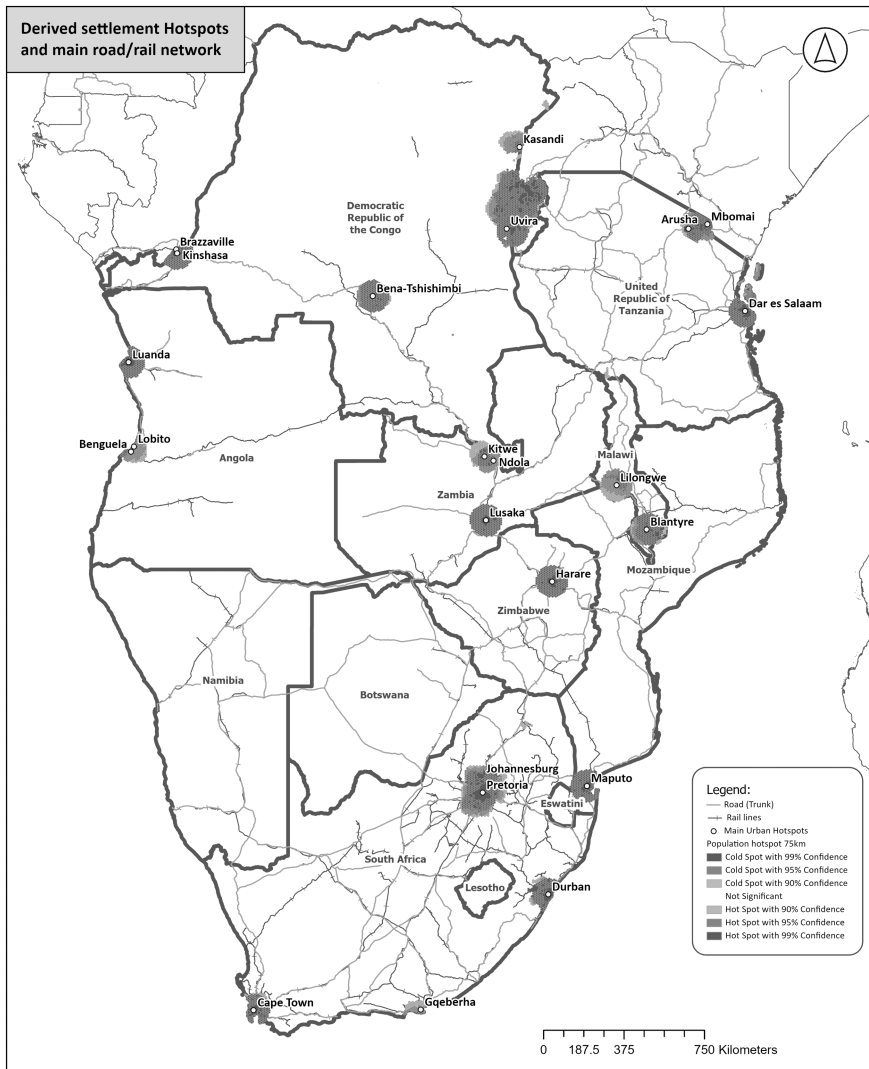 Derived settlement Hotspots
and main road/rail network
Kasandi
Democratic
Republic of
the Congo
Uvira
Arusha
Mbomai
Brazzaville
Kinshasa
Bena-Tshishimbi
United
Republic of
Tanzania
Dar es Salaam
Luanda
Benguela
Lobito
Angola
Kitwe
Ndola
Malawi
Lilongwe
Zambia
Lusaka
Blantyre
Mozambique
Harare
Zimbabwe
Namibia
Botswana
Johannesburg
Pretoria
Maputo
Eswatini
South Africa
Lesotho
Durban
Cape Town
Gqeberha
Legend:
Road (Trunk)
Rail lines
Main Urban Hotspots
Population hotspot 75km
Cold Spot with 99% Confidence
Cold Spot with 95% Confidence
Cold Spot with 90% Confidence
Not Significant
Hot Spot with 90% Confidence
Hot Spot with 95% Confidence
Hot Spot with 99% Confidence
0 187.5 375 750 Kilometers